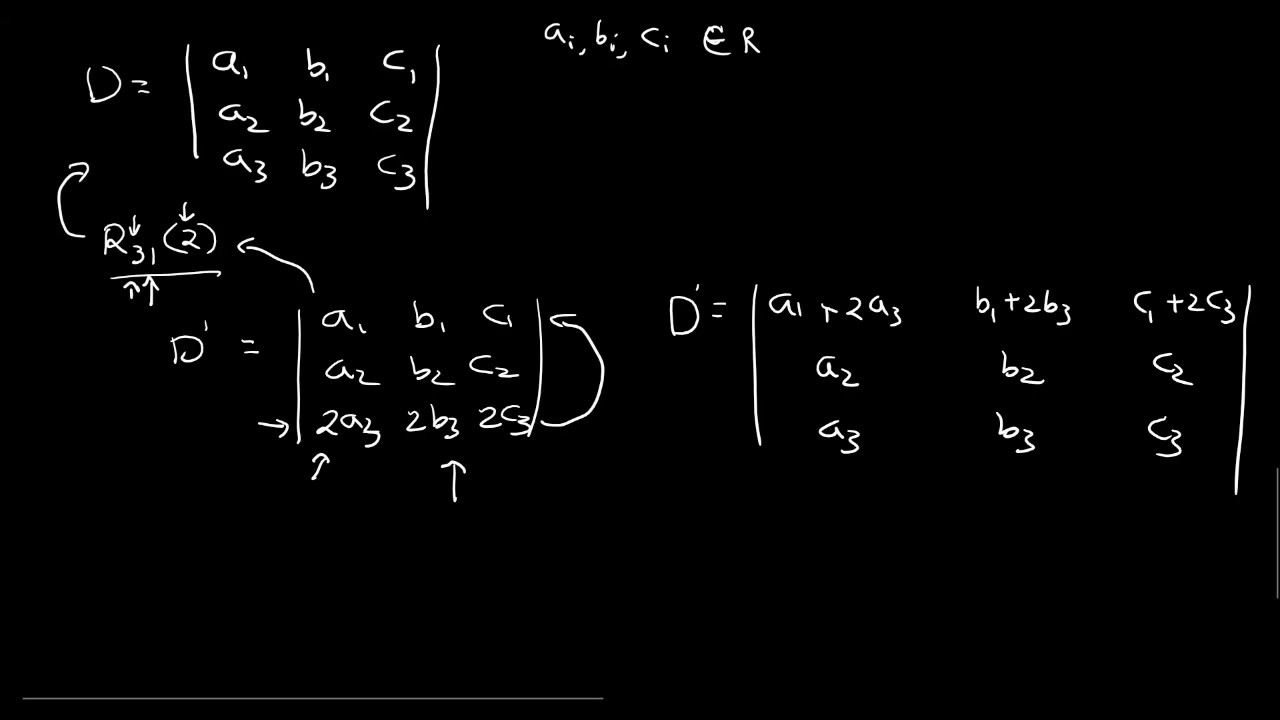 aᵢ, bᵢ, cᵢ ∈ R
D = | a₁ b₁ c₁ |
| a₂ b₂ c₂ |
| a₃ b₃ c₃ |
R₃₁(2)
D' = | a₁ b₁ c₁ |
| a₂ b₂ c₂ |
| 2a₃ 2b₃ 2c₃ |
D' = | a₁ + 2a₃ b₁ + 2b₃ c₁ + 2c₃ |
| a₂ b₂ c₂ |
| a₃ b₃ c₃ |